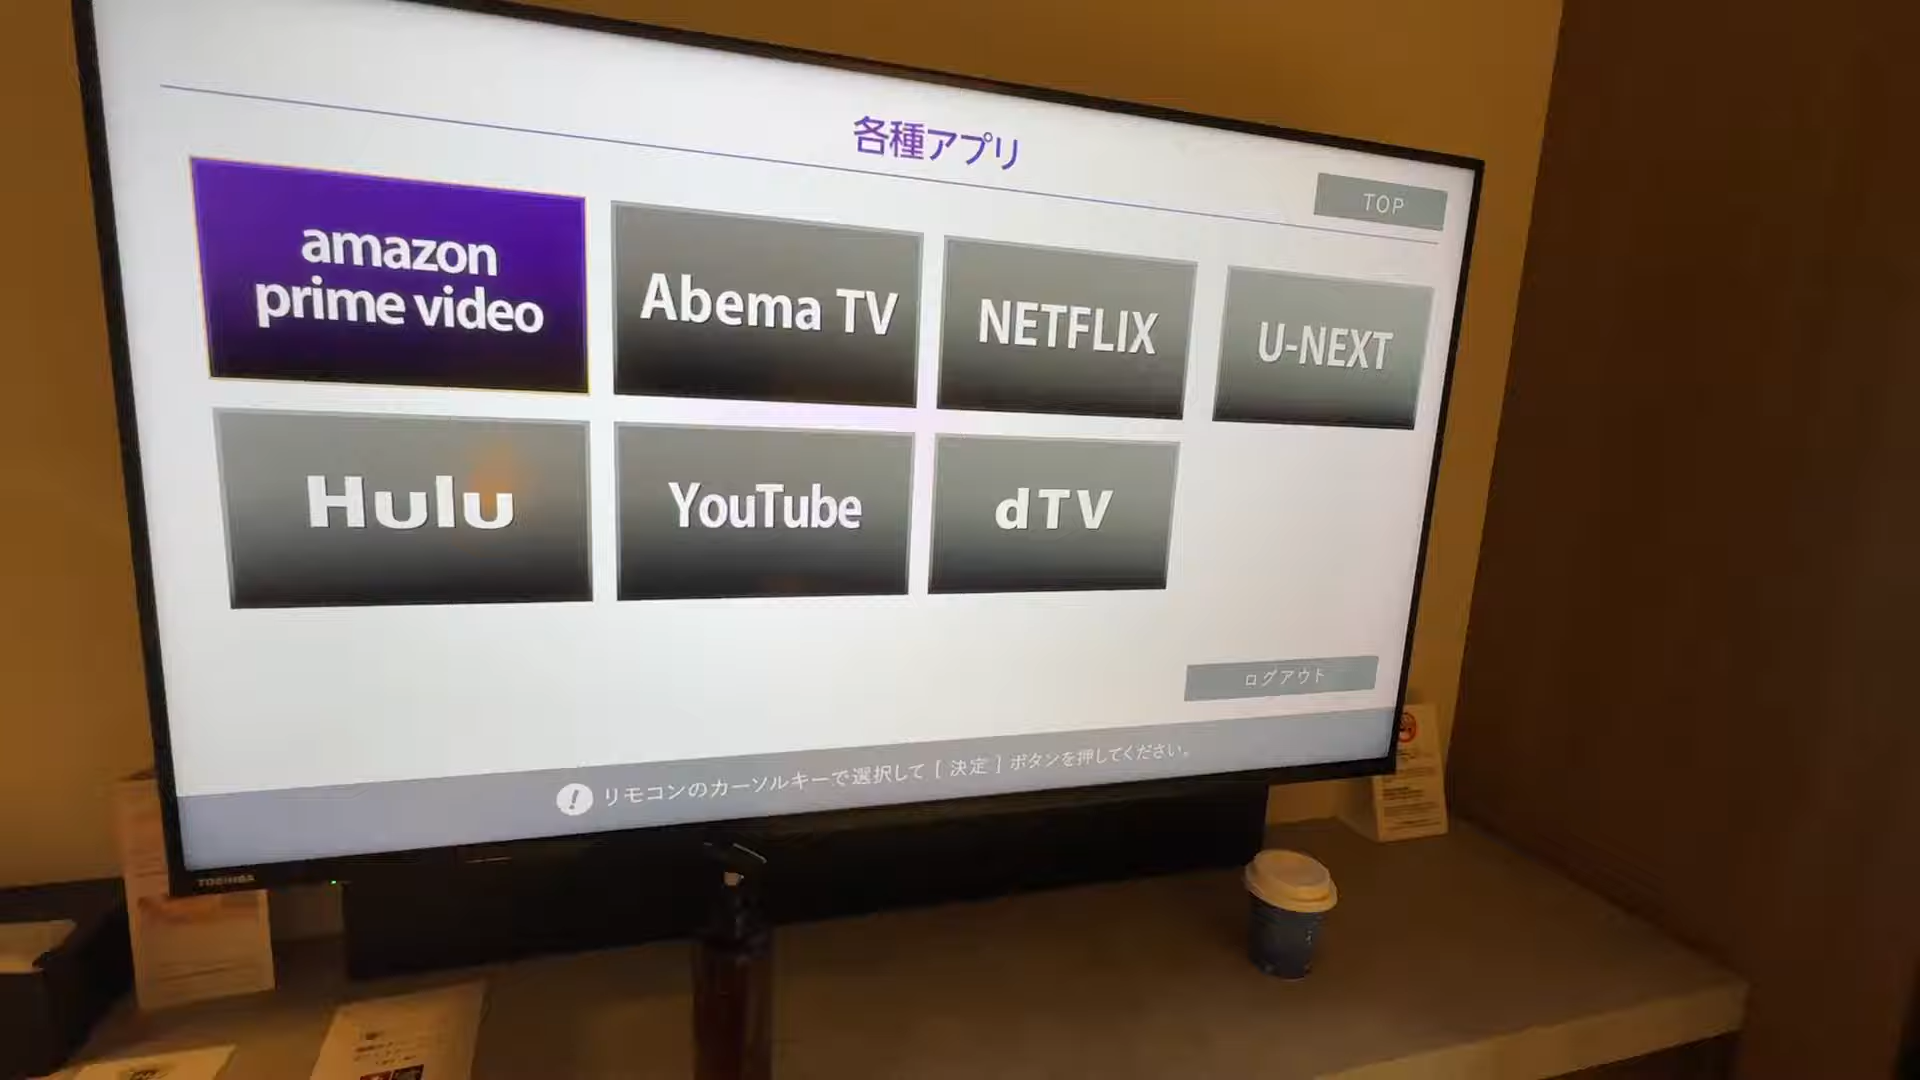 各種アプリ
TOP
amazon
prime video
Abema TV
NETFLIX
U-NEXT
Hulu
YouTube
dTV
ログアウト
! リモコンのカーソルキーで選択して [ 決定 ] ボタンを押してください。
TOSHIBA